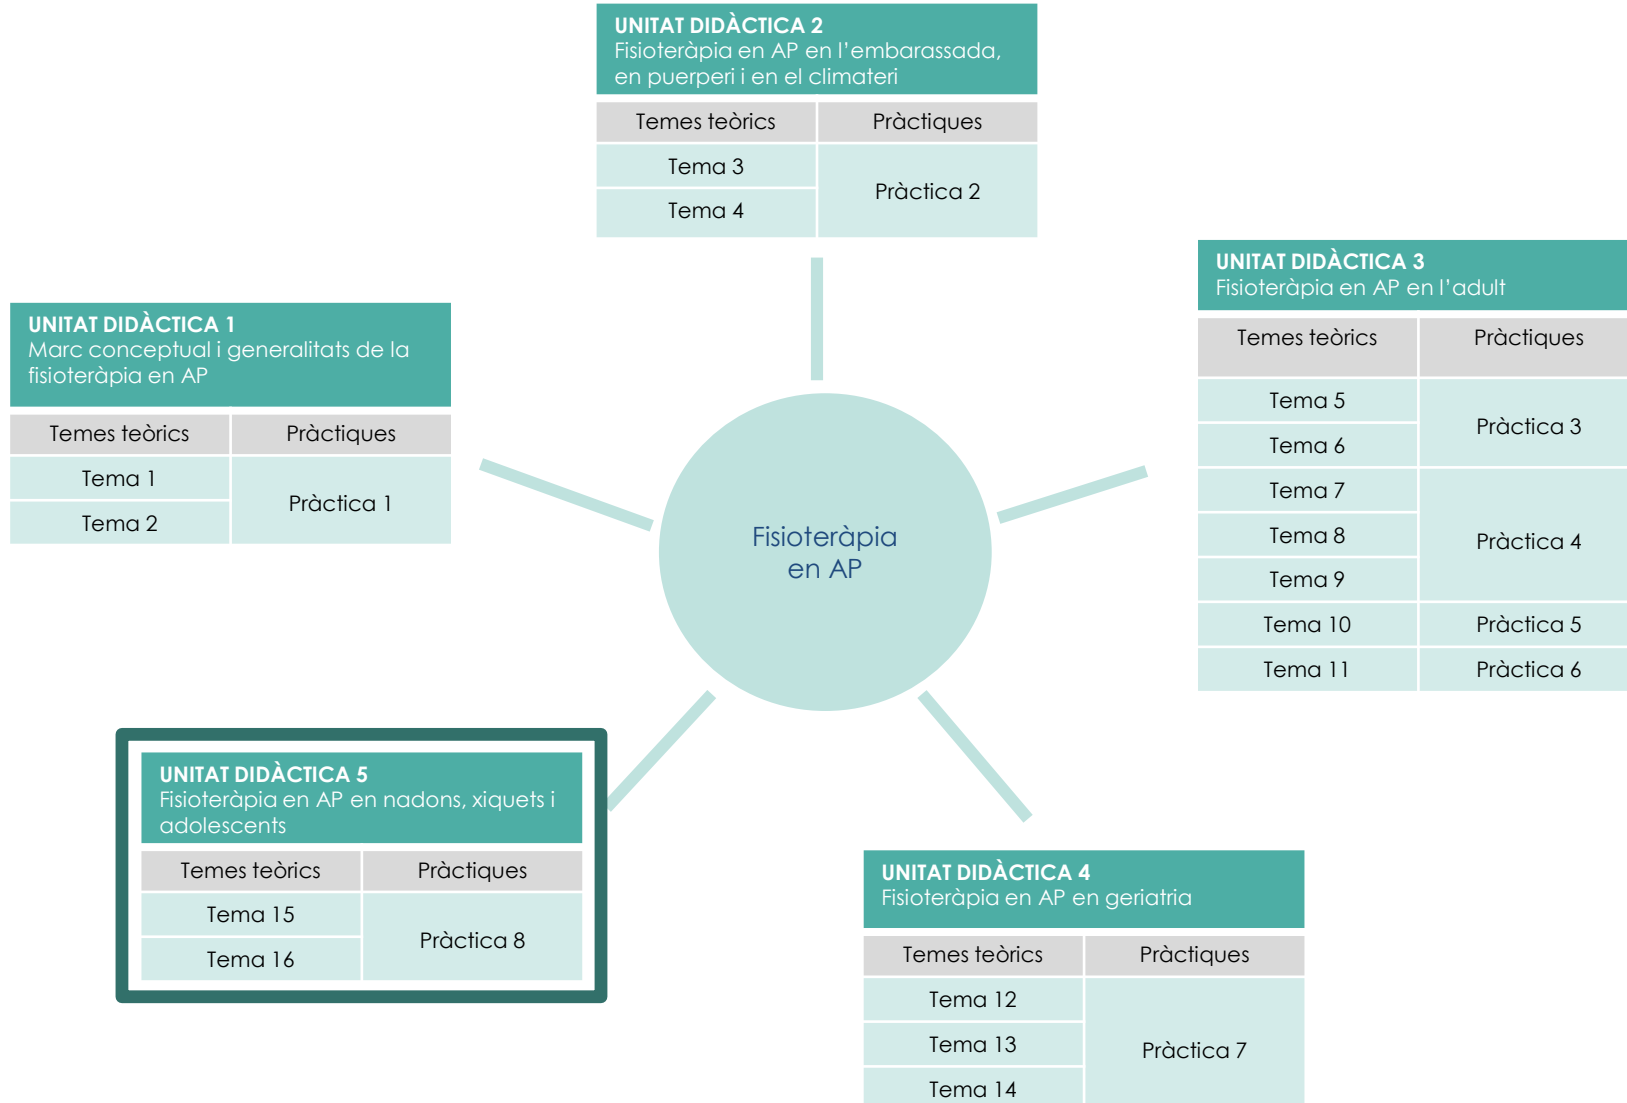 UNITAT DIDÀCTICA 2
Fisioteràpia en AP en l’embarassada,
en puerperi i en el climateri
Temes teòrics Pràctiques
Tema 3
Pràctica 2
Tema 4
UNITAT DIDÀCTICA 3
Fisioteràpia en AP en l’adult
Temes teòrics Pràctiques
Tema 5
Pràctica 3
Tema 6
Tema 7
Tema 8
Pràctica 4
Tema 9
Tema 10 Pràctica 5
Tema 11 Pràctica 6
UNITAT DIDÀCTICA 1
Marc conceptual i generalitats de la
fisioteràpia en AP
Temes teòrics Pràctiques
Tema 1
Pràctica 1
Tema 2
Fisioteràpia
en AP
UNITAT DIDÀCTICA 5
Fisioteràpia en AP en nadons, xiquets i
adolescents
Temes teòrics Pràctiques
Tema 15
Pràctica 8
Tema 16
UNITAT DIDÀCTICA 4
Fisioteràpia en AP en geriatria
Temes teòrics Pràctiques
Tema 12
Tema 13
Pràctica 7
Tema 14